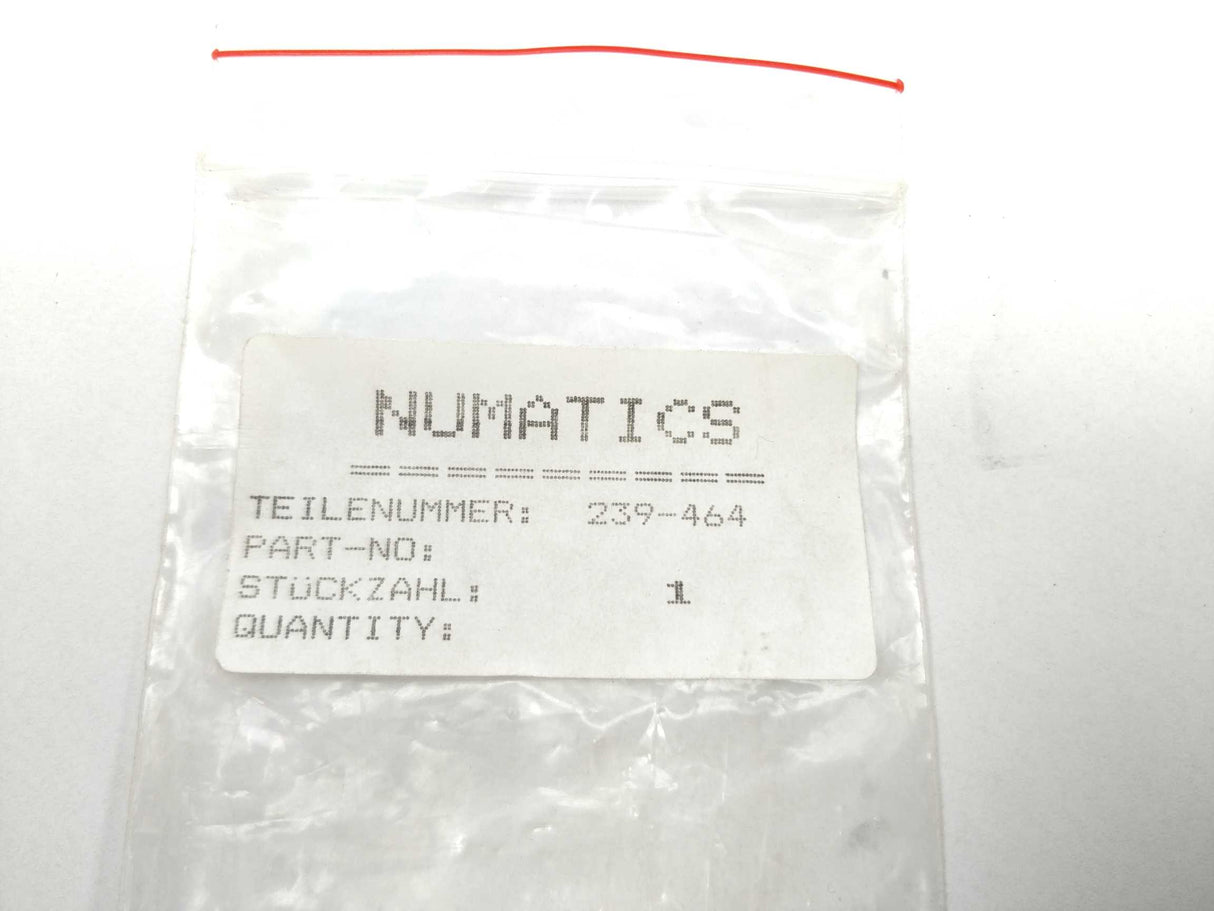 NUMATICS
=========
TEILENUMMER: 239-464
PART-NO:
STüCKZAHL: 1
QUANTITY: